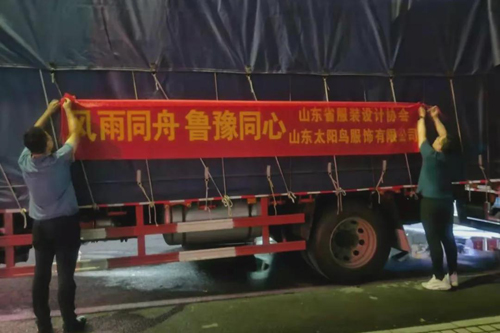 风雨同舟 鲁豫同心
山东省服装设计协会
山东太阳鸟服饰有限公司